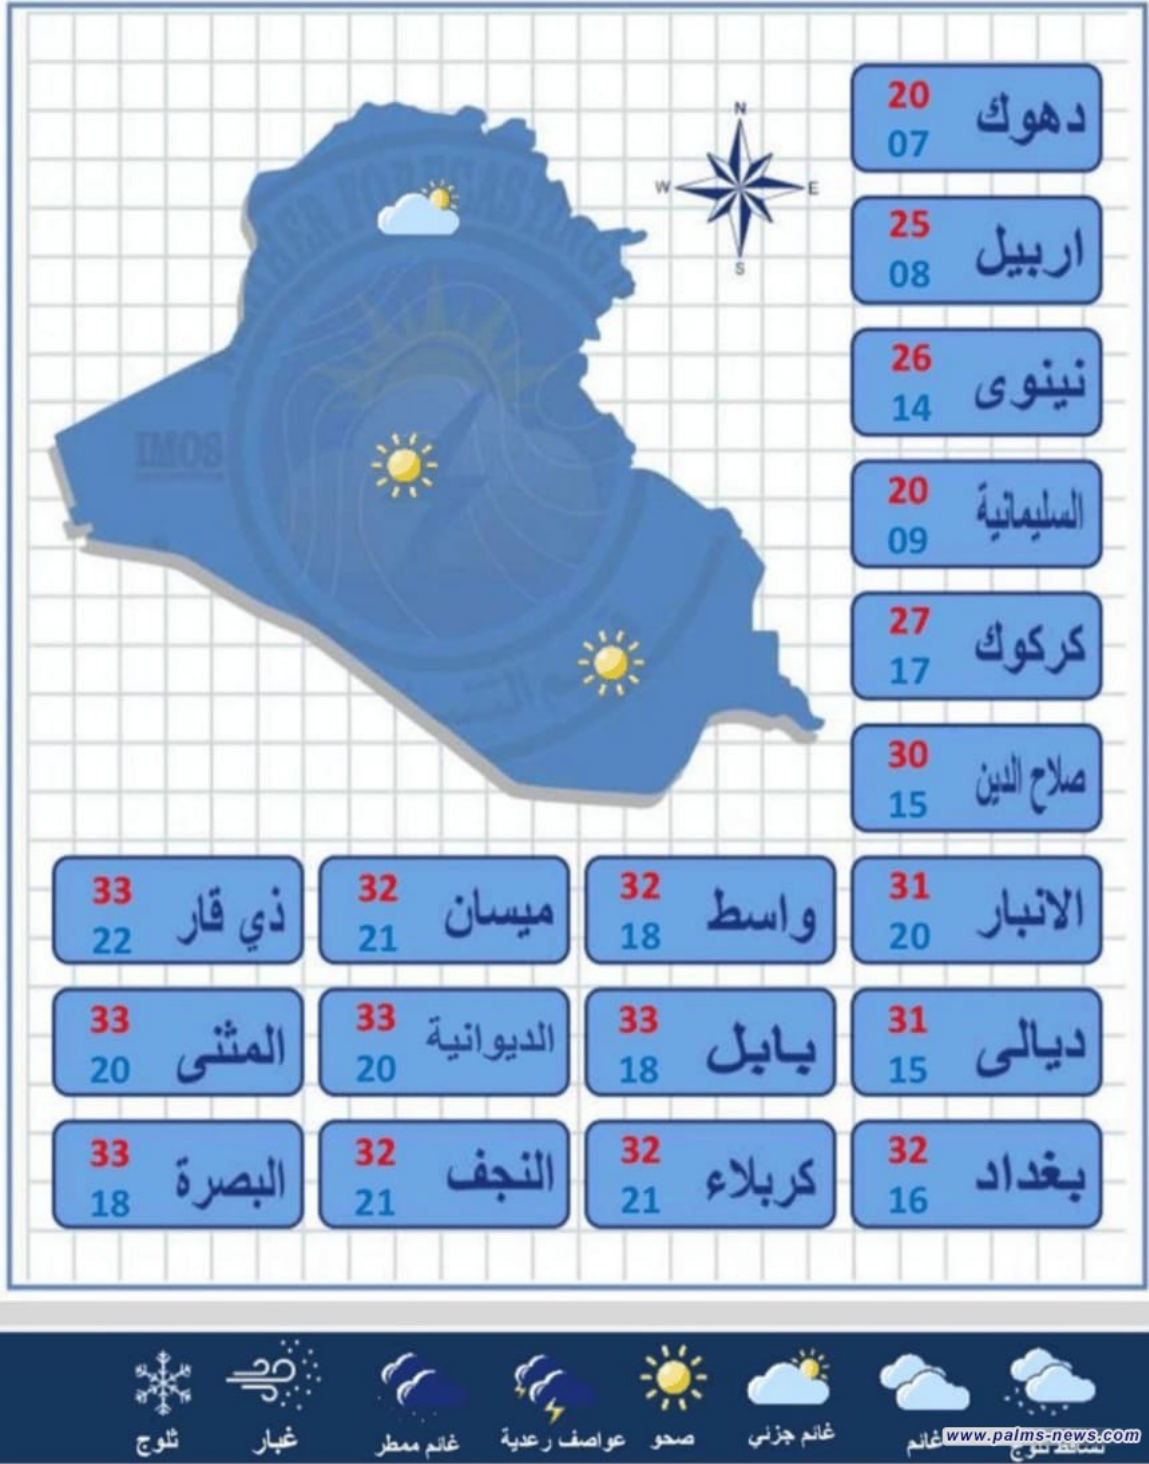 N
W
E
S
IMOS
دهوك
20
07
اربيل
25
08
نينوى
26
14
السليمانية
20
09
كركوك
27
17
صلاح الدين
30
15
الانبار
31
20
واسط
32
18
ميسان
32
21
ذي قار
33
22
ديالى
31
15
بابل
33
18
الديوانية
33
20
المثنى
33
20
بغداد
32
16
كربلاء
32
21
النجف
32
21
البصرة
33
18
غائم
غائم جزئي
صحو
عواصف رعدية
غائم ممطر
غبار
ثلوج
www.palms-news.com